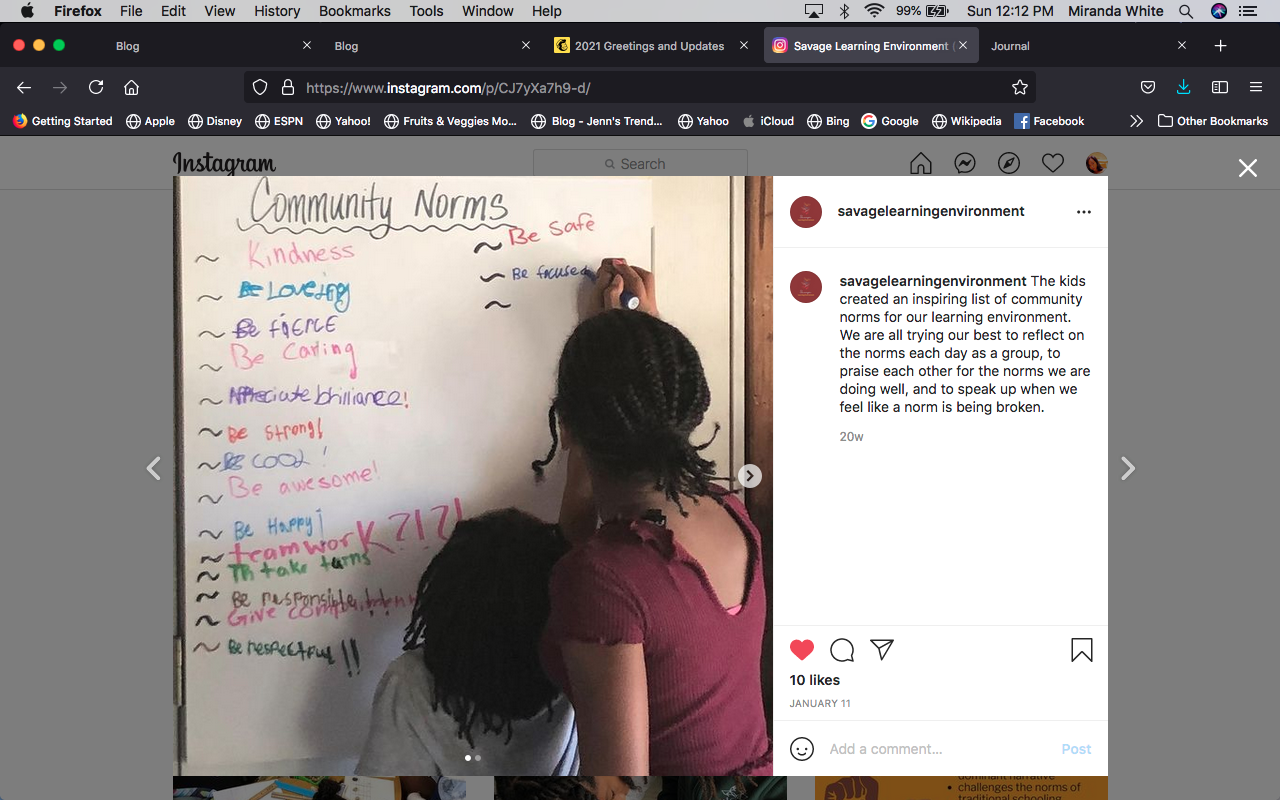 Firefox File Edit View History Bookmarks Tools Window Help 99% Sun 12:12 PM Miranda White
Blog
Blog
2021 Greetings and Updates
Savage Learning Environment (
Journal
https://www.instagram.com/p/CJ7yXa7h9-d/
Getting Started Apple Disney ESPN Yahoo! Fruits & Veggies Mo... Blog - Jenn's Trend... Yahoo iCloud Bing Google Wikipedia Facebook Other Bookmarks
Instagram
Search
Community Norms
~ Kindness
~ Be Loveing
~ Be fierce
~ Be Caring
~ Appreciate brilliance!
~ Be strong!
~ Be cool!
~ Be awesome!
~ Be Happy!
~ teamwork?!?!
~ take turns
~ Be responsible
~ Give
~ Be respectful!!
~ Be safe
~ Be focused
~
savagelearningenvironment
savagelearningenvironment The kids
created an inspiring list of community
norms for our learning environment.
We are all trying our best to reflect on
the norms each day as a group, to
praise each other for the norms we are
doing well, and to speak up when we
feel like a norm is being broken.
20w
10 likes
JANUARY 11
Add a comment...
Post
dominant narrative
• challenges the norms of
traditional schooling